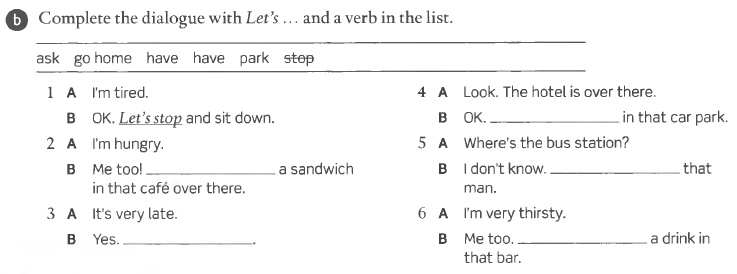 b Complete the dialogue with Let's ... and a verb in the list.
ask go home have have park stop
1 A I'm tired.
B OK. Let's stop and sit down.
2 A I'm hungry.
B Me too! ____________ a sandwich
in that café over there.
3 A It's very late.
B Yes. ____________.
4 A Look. The hotel is over there.
B OK. ____________ in that car park.
5 A Where's the bus station?
B I don't know. ____________ that
man.
6 A I'm very thirsty.
B Me too. ____________ a drink in
that bar.